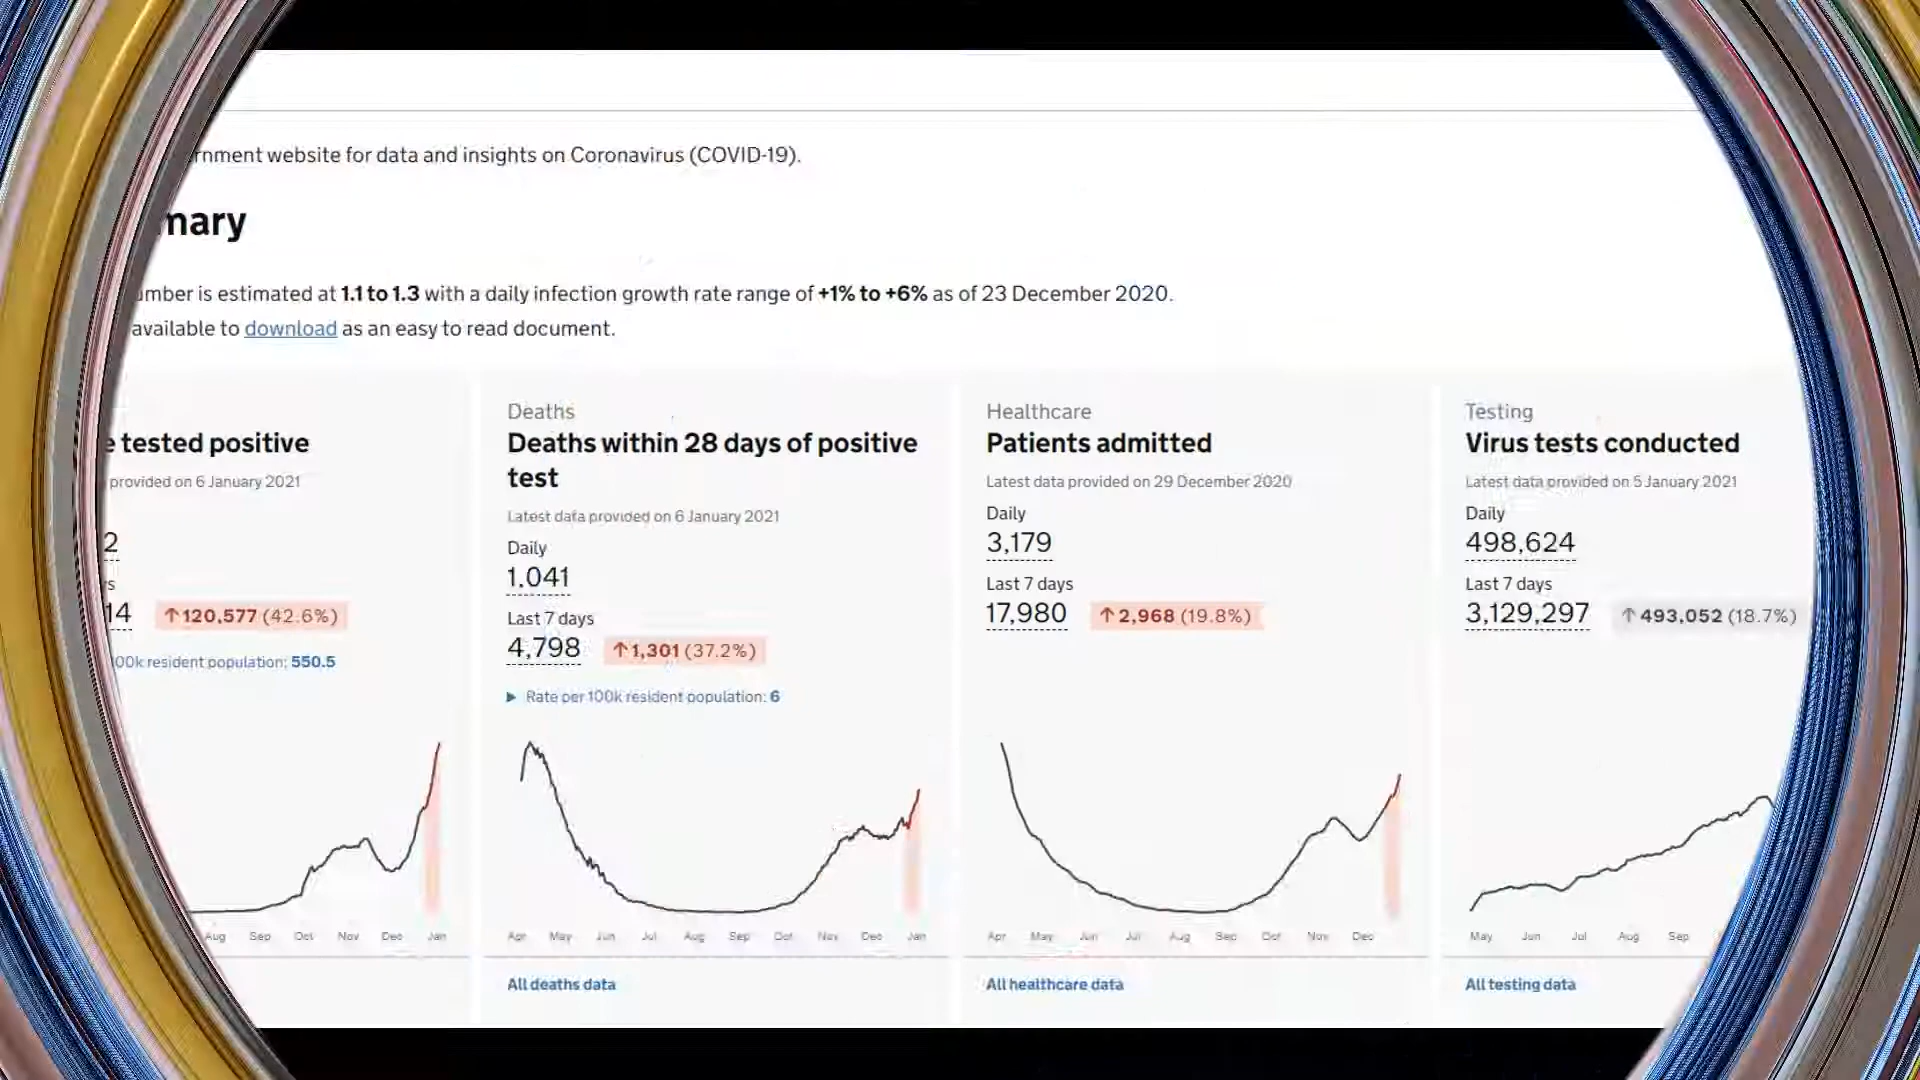 website for data and insights on Coronavirus (COVID-19).
is estimated at 1.1 to 1.3 with a daily infection growth rate range of +1% to +6% as of 23 December 2020.
available to download as an easy to read document.
tested positive
provided on 6 January 2021
2
14 ↑120,577 (42.6%)
resident population: 550.5
Aug Sep Oct Nov Dec Jan
Deaths
Deaths within 28 days of positive
test
Latest data provided on 6 January 2021
Daily
1,041
Last 7 days
4,798 ↑1,301 (37.2%)
Rate per 100k resident population: 6
Apr May Jun Jul Aug Sep Oct Nov Dec Jan
All deaths data
Healthcare
Patients admitted
Latest data provided on 29 December 2020
Daily
3,179
Last 7 days
17,980 ↑2,968 (19.8%)
Apr May Jun Jul Aug Sep Oct Nov Dec
All healthcare data
Testing
Virus tests conducted
Latest data provided on 5 January 2021
Daily
498,624
Last 7 days
3,129,297 ↑493,052 (18.7%)
May Jun Jul Aug Sep
All testing data